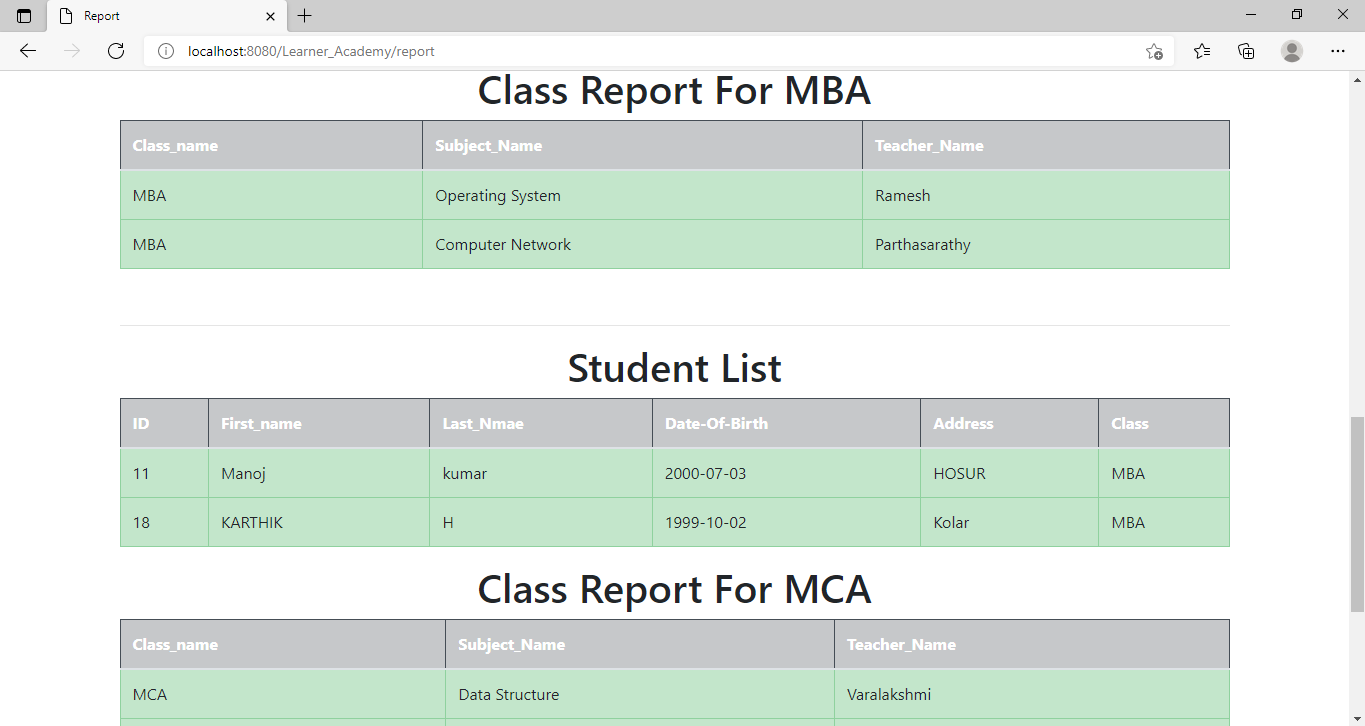 Report
localhost:8080/Learner_Academy/report
Class Report For MBA
Class_name Subject_Name Teacher_Name
MBA Operating System Ramesh
MBA Computer Network Parthasarathy
Student List
ID First_name Last_Nmae Date-Of-Birth Address Class
11 Manoj kumar 2000-07-03 HOSUR MBA
18 KARTHIK H 1999-10-02 Kolar MBA
Class Report For MCA
Class_name Subject_Name Teacher_Name
MCA Data Structure Varalakshmi